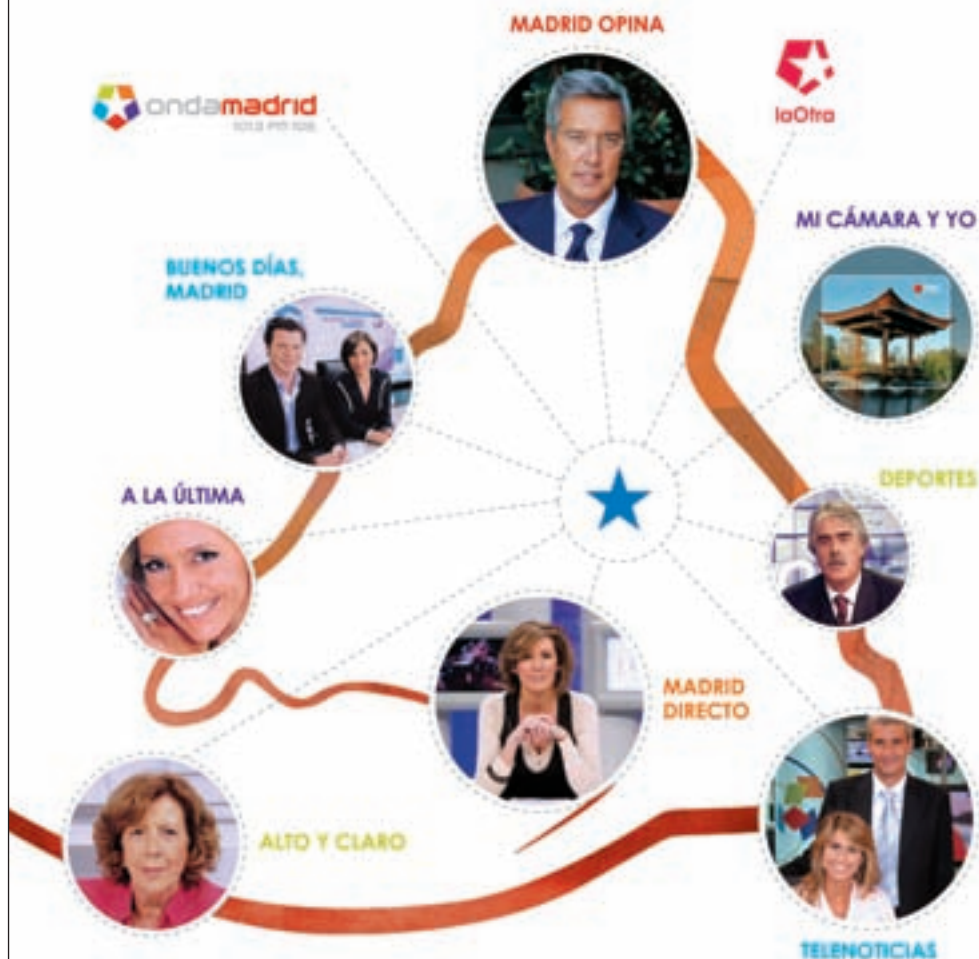 MADRID OPINA
ondamadrid
laOtra
MI CÁMARA Y YO
BUENOS DÍAS,
MADRID
A LA ÚLTIMA
DEPORTES
MADRID
DIRECTO
ALTO Y CLARO
TELENOTICIAS